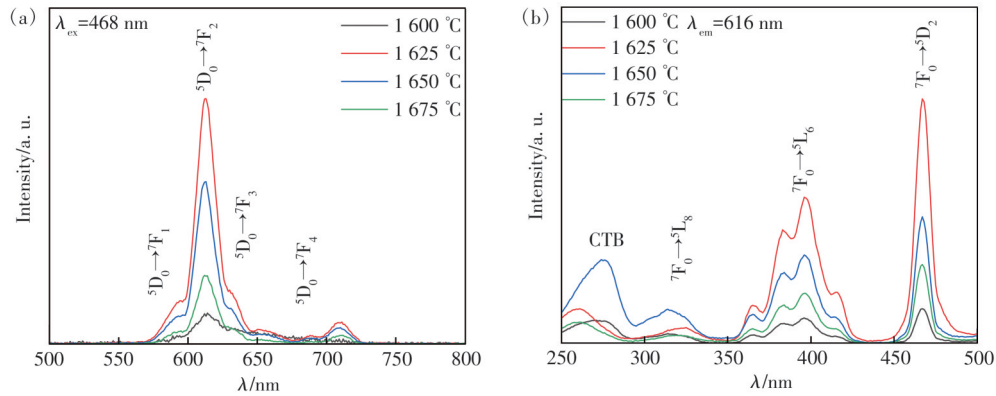 (a)
λex=468 nm
1 600 ℃
1 625 ℃
1 650 ℃
1 675 ℃
⁵D₀→⁷F₂
⁵D₀→⁷F₁
⁵D₀→⁷F₃
⁵D₀→⁷F₄
Intensity/a. u.
500 550 600 650 700 750 800
λ/nm
(b)
1 600 ℃
1 625 ℃
1 650 ℃
1 675 ℃
λem=616 nm
⁷F₀→⁵D₂
⁷F₀→⁵L₆
CTB
⁷F₀→⁵L₈
Intensity/a. u.
250 300 350 400 450 500
λ/nm